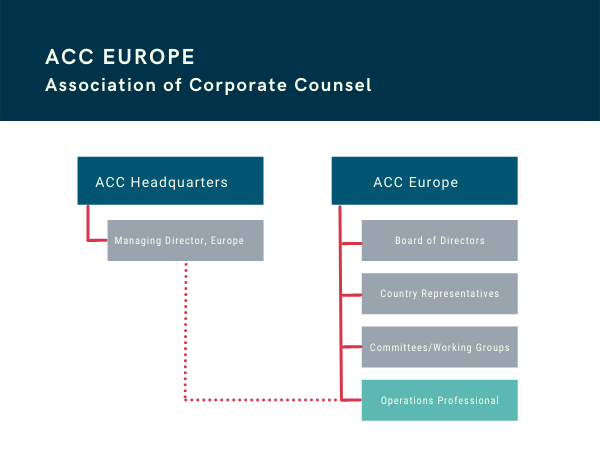 ACC EUROPE
Association of Corporate Counsel
ACC Headquarters
Managing Director, Europe
ACC Europe
Board of Directors
Country Representatives
Committees/Working Groups
Operations Professional